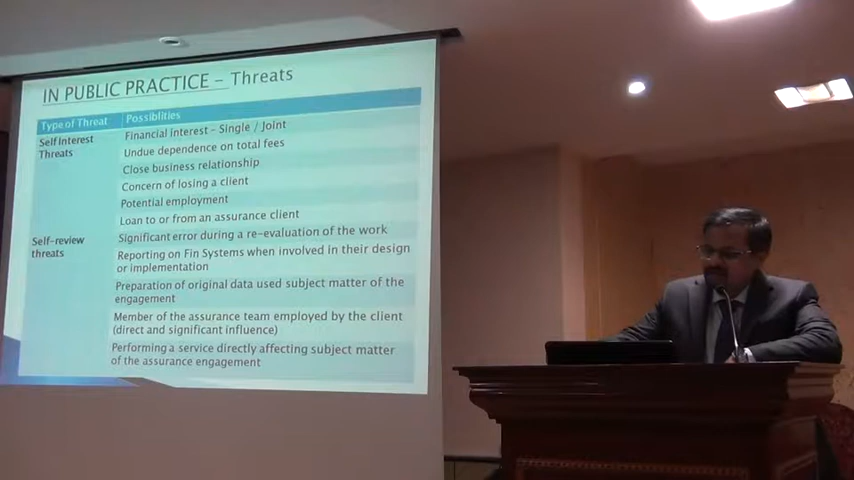 IN PUBLIC PRACTICE – Threats
Type of Threat Possiblities
Self Interest Financial interest – Single / Joint
Threats
Undue dependence on total fees
Close business relationship
Concern of losing a client
Potential employment
Loan to or from an assurance client
Self-review Significant error during a re-evaluation of the work
threats
Reporting on Fin Systems when involved in their design
or implementation
Preparation of original data used subject matter of the
engagement
Member of the assurance team employed by the client
(direct and significant influence)
Performing a service directly affecting subject matter
of the assurance engagement